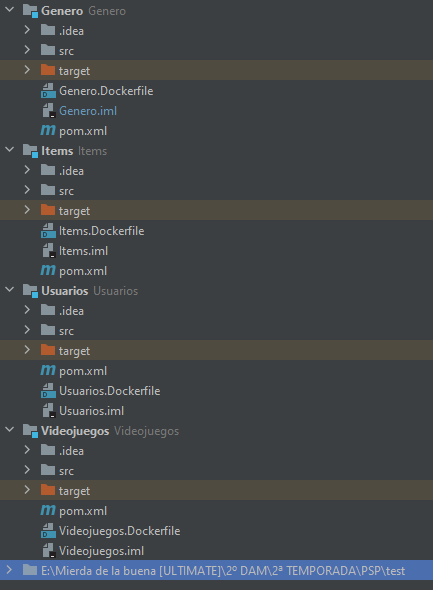 Genero Genero
.idea
src
target
Genero.Dockerfile
Genero.iml
pom.xml
Items Items
.idea
src
target
Items.Dockerfile
Items.iml
pom.xml
Usuarios Usuarios
.idea
src
target
pom.xml
Usuarios.Dockerfile
Usuarios.iml
Videojuegos Videojuegos
.idea
src
target
pom.xml
Videojuegos.Dockerfile
Videojuegos.iml
E:\Mierda de la buena [ULTIMATE]\2º DAM\2ª TEMPORADA\PSP\test